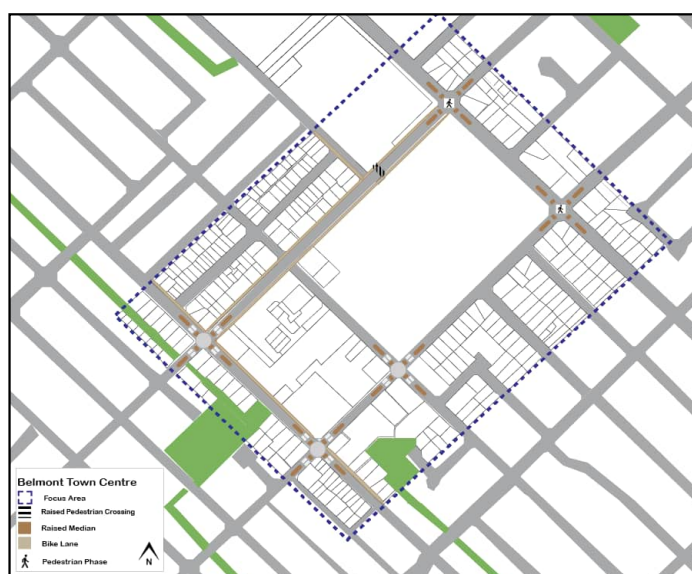 Belmont Town Centre
Focus Area
Raised Pedestrian Crossing
Raised Median
Bike Lane
Pedestrian Phase
N